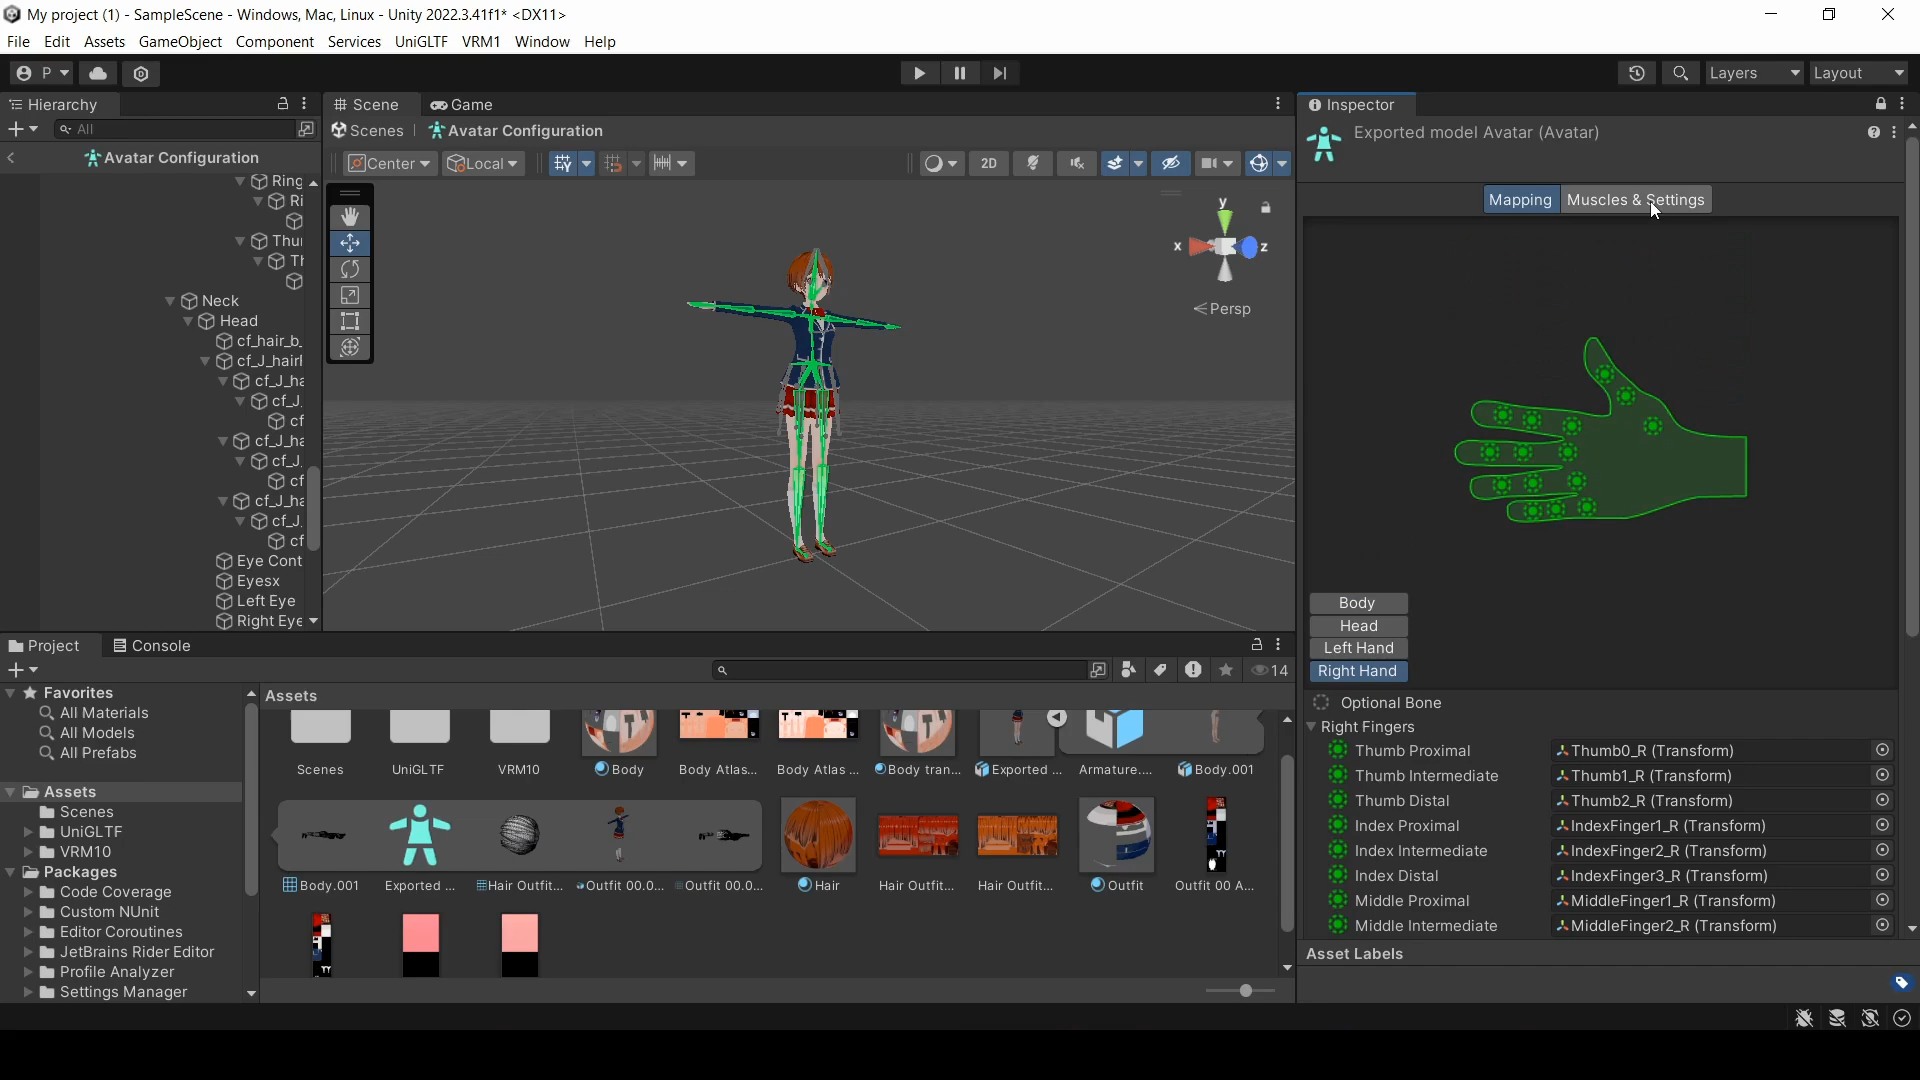 My project (1) - SampleScene - Windows, Mac, Linux - Unity 2022.3.41f1* <DX11>
File Edit Assets GameObject Component Services UniGLTF VRM1 Window Help
P
Layers
Layout
Hierarchy
All
Avatar Configuration
Ring
Ri
Thu
Th
Neck
Head
cf_hair_b_
cf_J_hairl
cf_J_ha
cf_J_
cf
cf_J_ha
cf_J_
cf
cf_J_ha
cf_J_
cf
Eye Cont
Eyesx
Left Eye
Right Eye
Scene
Game
Scenes
Avatar Configuration
Center
Local
2D
y
x
z
Persp
Inspector
Exported model Avatar (Avatar)
Mapping
Muscles & Settings
Body
Head
Left Hand
Right Hand
Optional Bone
Right Fingers
Thumb Proximal Thumb0_R (Transform)
Thumb Intermediate Thumb1_R (Transform)
Thumb Distal Thumb2_R (Transform)
Index Proximal IndexFinger1_R (Transform)
Index Intermediate IndexFinger2_R (Transform)
Index Distal IndexFinger3_R (Transform)
Middle Proximal MiddleFinger1_R (Transform)
Middle Intermediate MiddleFinger2_R (Transform)
Asset Labels
Project
Console
14
Favorites
All Materials
All Models
All Prefabs
Assets
Scenes
UniGLTF
VRM10
Packages
Code Coverage
Custom NUnit
Editor Coroutines
JetBrains Rider Editor
Profile Analyzer
Settings Manager
Assets
Scenes UniGLTF VRM10 Body Body Atlas... Body Atlas ... Body tran... Exported ... Armature.... Body.001
Body.001 Exported ... Hair Outfit... Outfit 00.0... Outfit 00.0... Hair Hair Outfit... Hair Outfit... Outfit Outfit 00 A...